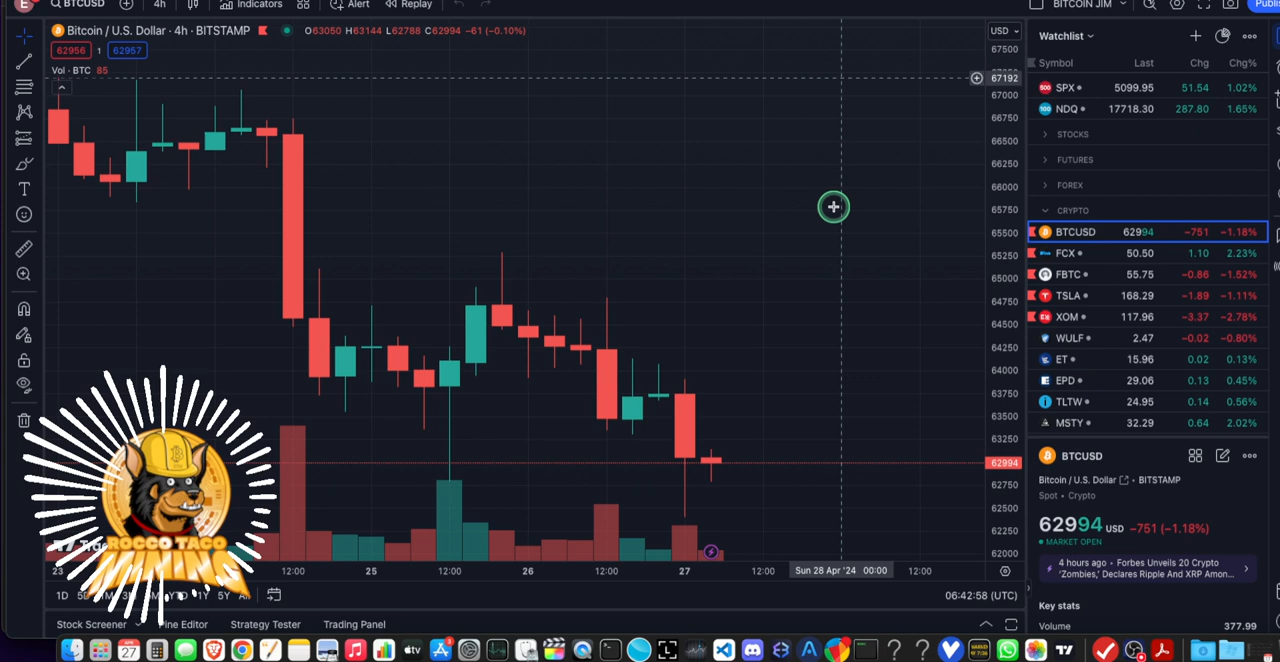 BTCUSD 4h Indicators Alert Replay BITCOIN JIM Publi
Bitcoin / U.S. Dollar · 4h · BITSTAMP O63050 H63144 L62788 C62994 −61 (−0.10%)
62956 1 62957
Vol · BTC 85
USD
67500
67192
67000
66750
66500
66250
66000
65750
65500
65250
65000
64750
64500
64250
64000
63750
63500
63250
62994
62750
62500
62250
62000
23 12:00 25 12:00 26 12:00 27 12:00 Sun 28 Apr '24 00:00 12:00
1D 1Y 5Y 06:42:58 (UTC)
Stock Screener Pine Editor Strategy Tester Trading Panel
ROCCO TACO
MINING
Watchlist
Symbol Last Chg Chg%
SPX 5099.95 51.54 1.02%
NDQ 17718.30 287.80 1.65%
STOCKS
FUTURES
FOREX
CRYPTO
BTCUSD 62994 −751 −1.18%
FCX 50.50 1.10 2.23%
FBTC 55.75 −0.86 −1.52%
TSLA 168.29 −1.89 −1.11%
XOM 117.96 −3.37 −2.78%
WULF 2.47 −0.02 −0.80%
ET 15.96 0.02 0.13%
EPD 29.06 0.13 0.45%
TLTW 24.95 0.14 0.56%
MSTY 32.29 0.64 2.02%
BTCUSD
Bitcoin / U.S. Dollar · BITSTAMP
Spot · Crypto
62994 USD −751 (−1.18%)
MARKET OPEN
4 hours ago · Forbes Unveils 20 Crypto
'Zombies,' Declares Ripple And XRP Amon...
Key stats
Volume 377.99
APR
27
tv